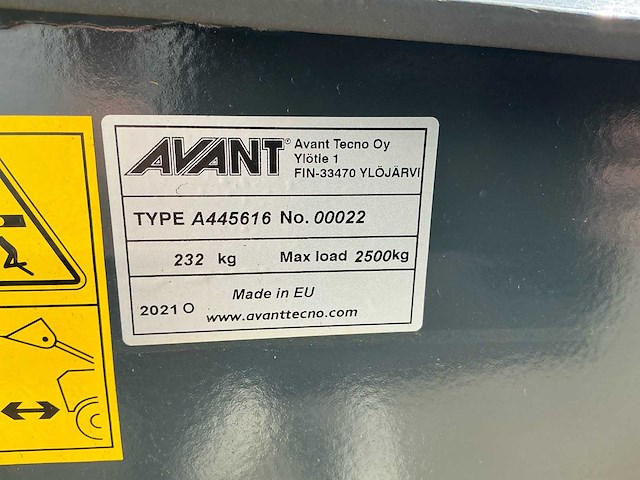 AVANT®
Avant Tecno Oy
Ylötie 1
FIN-33470 YLÖJÄRVI
TYPE A445616 No. 00022
232 kg Max load 2500kg
Made in EU
2021 O www.avanttecno.com